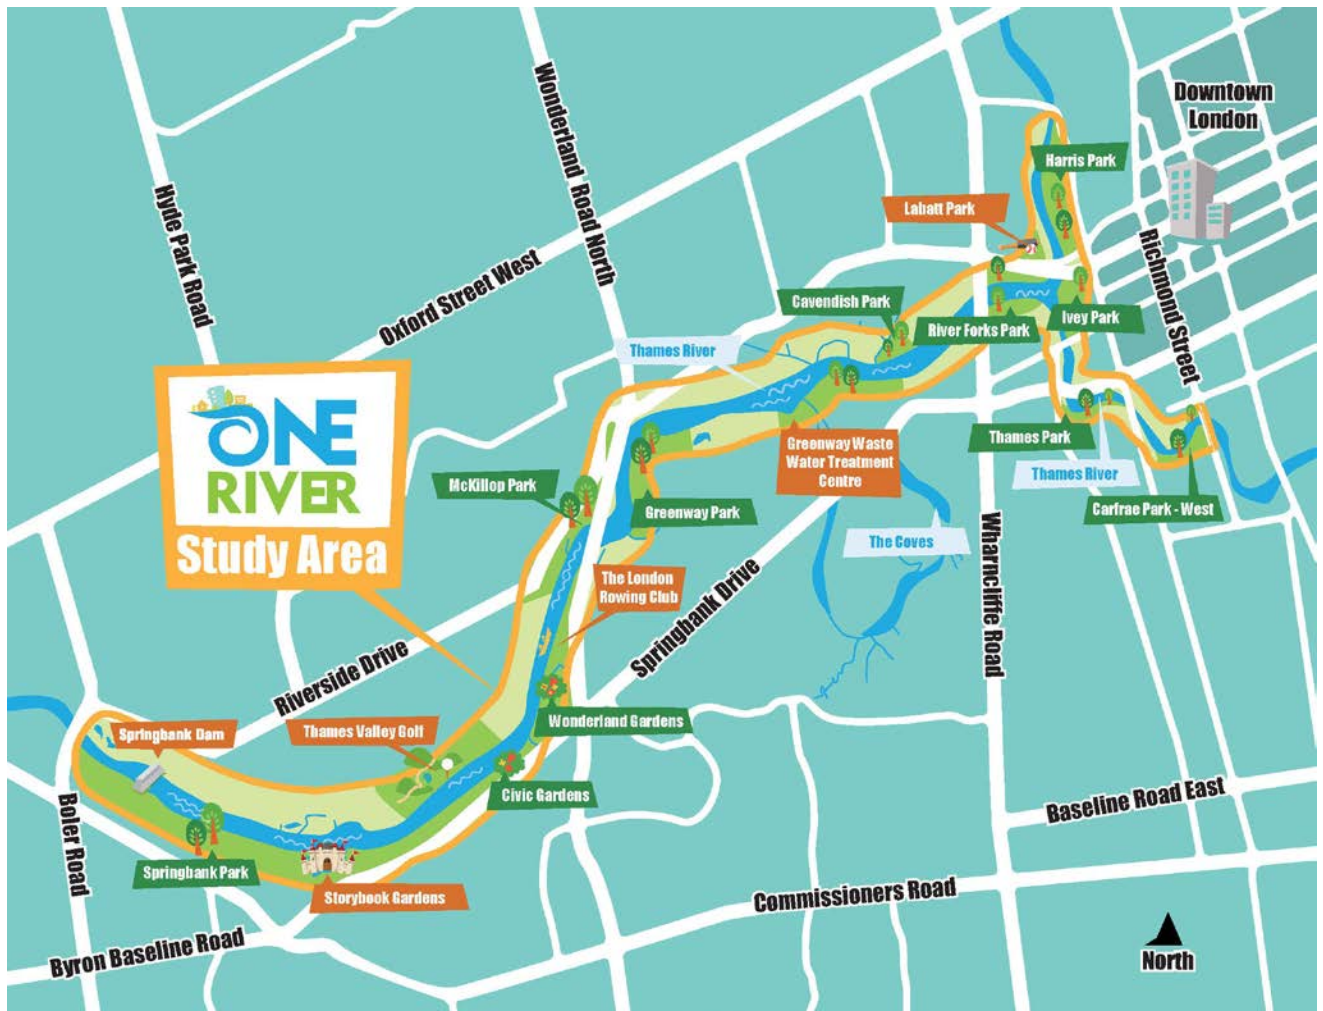 Downtown
London
Wonderland Road North
Hyde Park Road
Harris Park
Labatt Park
Richmond Street
Oxford Street West
Cavendish Park
River Forks Park
Ivey Park
Thames River
ONE
RIVER
Study Area
Greenway Waste
Water Treatment
Centre
Thames Park
Thames River
McKillop Park
Greenway Park
Carfrae Park - West
The Coves
Wharncliffe Road
The London
Rowing Club
Springbank Drive
Riverside Drive
Springbank Dam
Thames Valley Golf
Wonderland Gardens
Civic Gardens
Boler Road
Baseline Road East
Springbank Park
Storybook Gardens
Commissioners Road
Byron Baseline Road
North